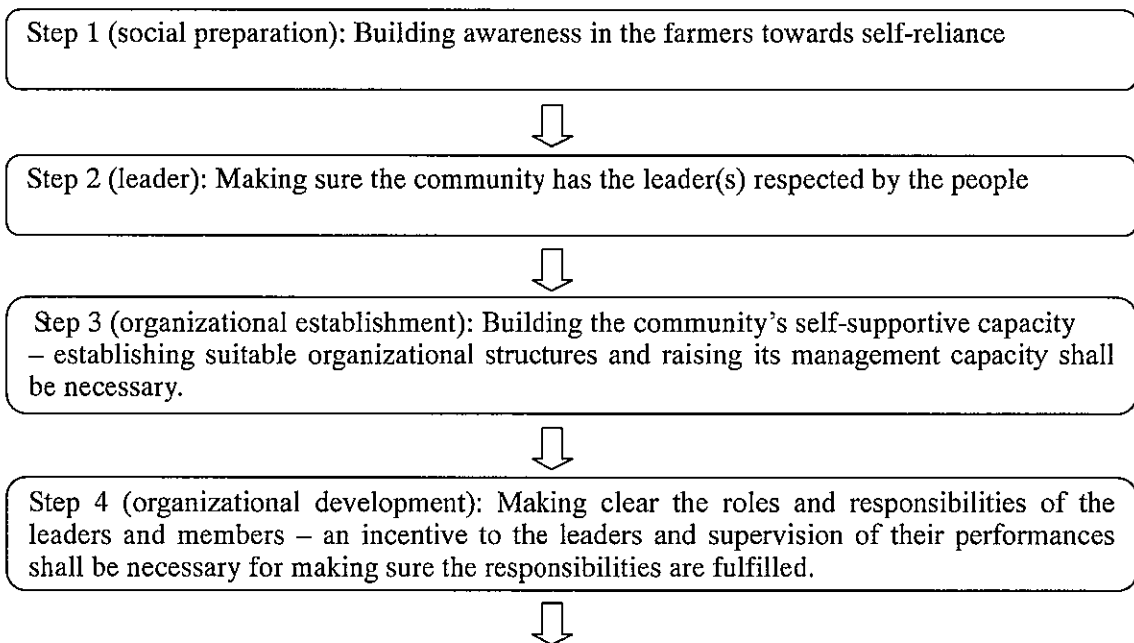 Step 1 (social preparation): Building awareness in the farmers towards self-reliance
Step 2 (leader): Making sure the community has the leader(s) respected by the people
Step 3 (organizational establishment): Building the community's self-supportive capacity
– establishing suitable organizational structures and raising its management capacity shall
be necessary.
Step 4 (organizational development): Making clear the roles and responsibilities of the
leaders and members – an incentive to the leaders and supervision of their performances
shall be necessary for making sure the responsibilities are fulfilled.